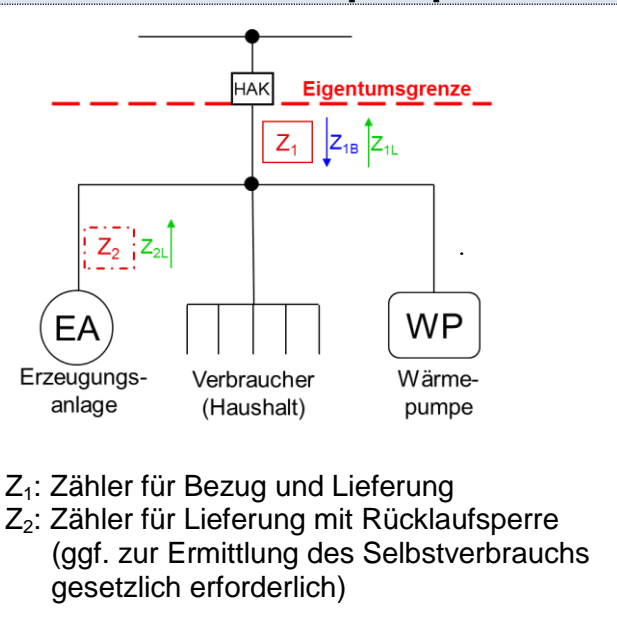 HAK
Eigentumsgrenze
Z₁ Z₁B Z₁L
Z₂ Z₂L
EA
WP
Erzeugungs-
anlage
Verbraucher
(Haushalt)
Wärme-
pumpe
Z₁: Zähler für Bezug und Lieferung
Z₂: Zähler für Lieferung mit Rücklaufsperre
(ggf. zur Ermittlung des Selbstverbrauchs
gesetzlich erforderlich)